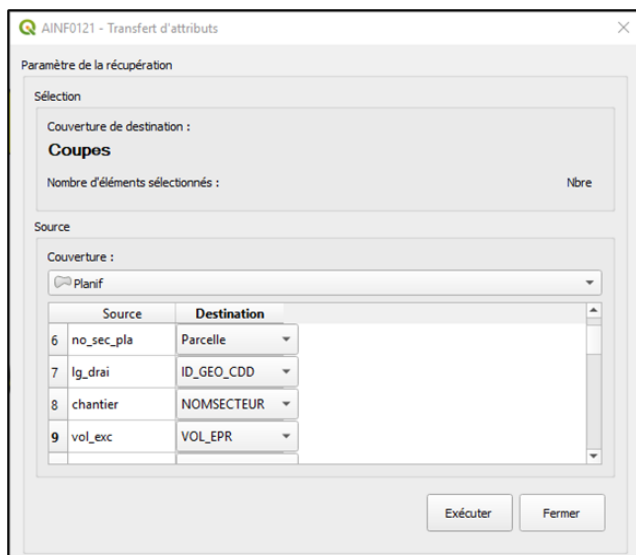 AINF0121 - Transfert d'attributs
Paramètre de la récupération
Sélection
Couverture de destination :
Coupes
Nombre d'éléments sélectionnés :
Nbre
Source
Couverture :
Planif
Source Destination
6 no_sec_pla Parcelle
7 lg_drai ID_GEO_CDD
8 chantier NOMSECTEUR
9 vol_exc VOL_EPR
Exécuter Fermer